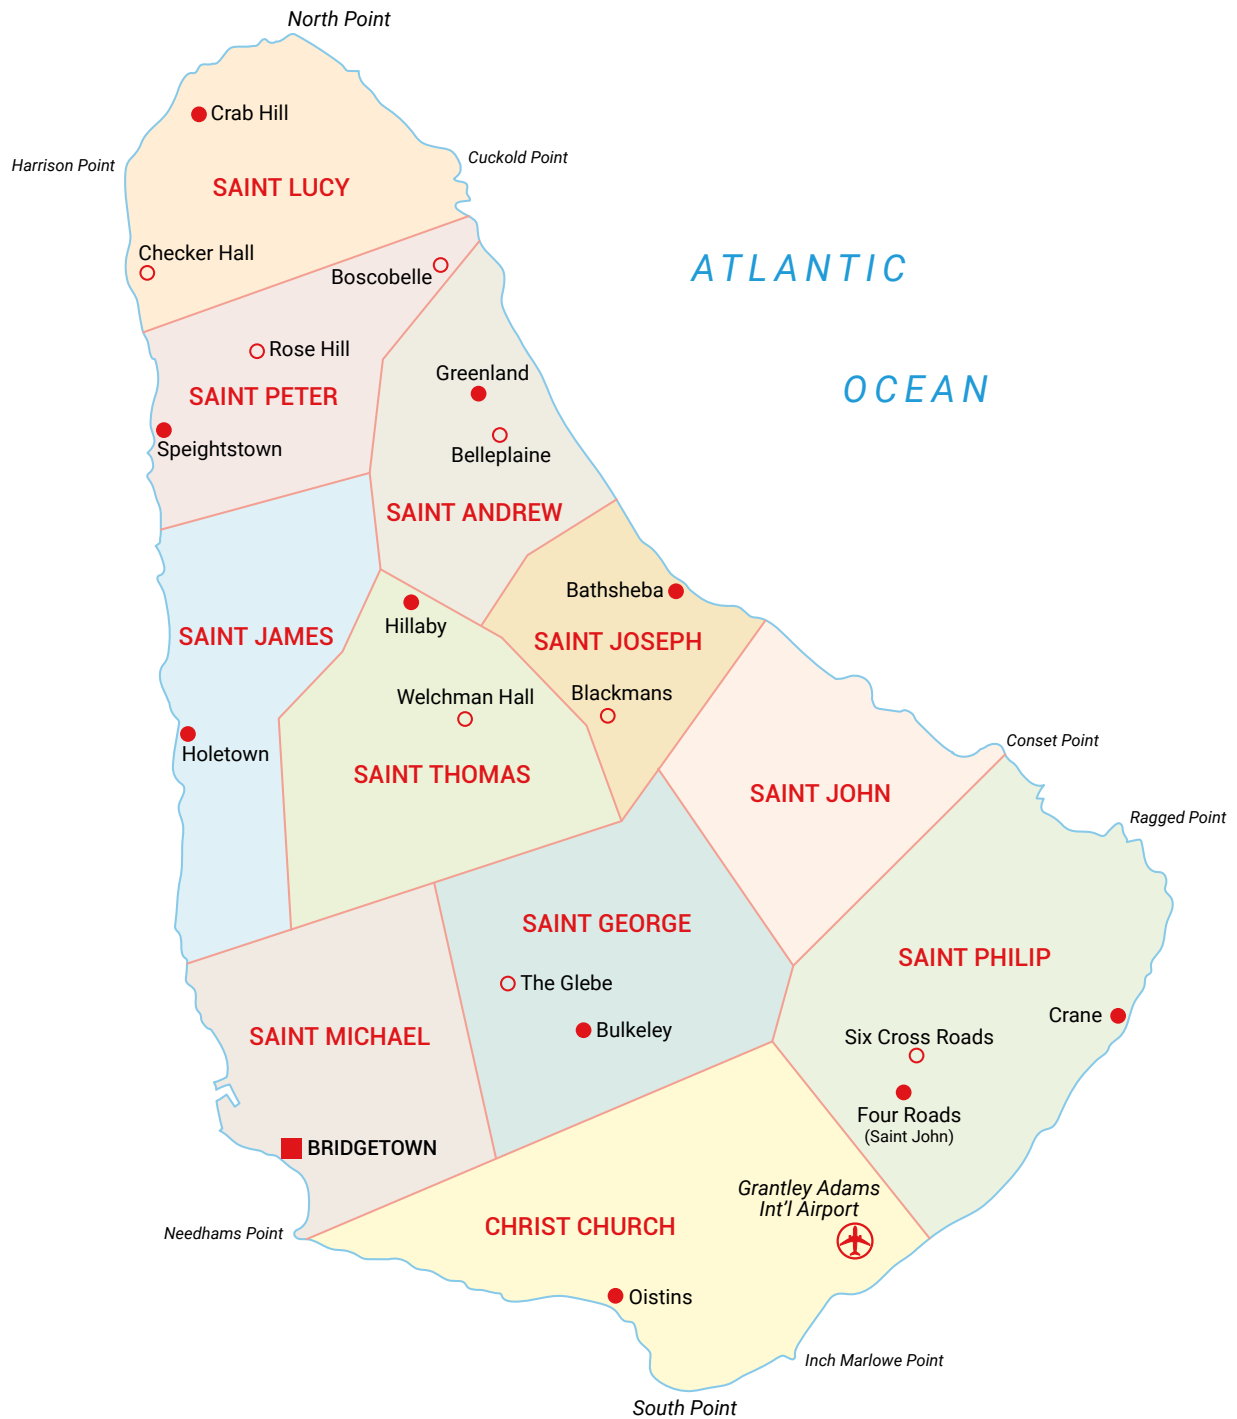 North Point
Crab Hill
Cuckold Point
Harrison Point
SAINT LUCY
Checker Hall
ATLANTIC
Boscobelle
Rose Hill
Greenland
OCEAN
SAINT PETER
Speightstown
Belleplaine
SAINT ANDREW
Bathsheba
Hillaby
SAINT JAMES
SAINT JOSEPH
Welchman Hall
Blackmans
Conset Point
Holetown
SAINT THOMAS
SAINT JOHN
Ragged Point
SAINT GEORGE
SAINT PHILIP
The Glebe
Crane
Bulkeley
SAINT MICHAEL
Six Cross Roads
Four Roads
(Saint John)
BRIDGETOWN
Grantley Adams
Int'l Airport
CHRIST CHURCH
Needhams Point
Oistins
Inch Marlowe Point
South Point